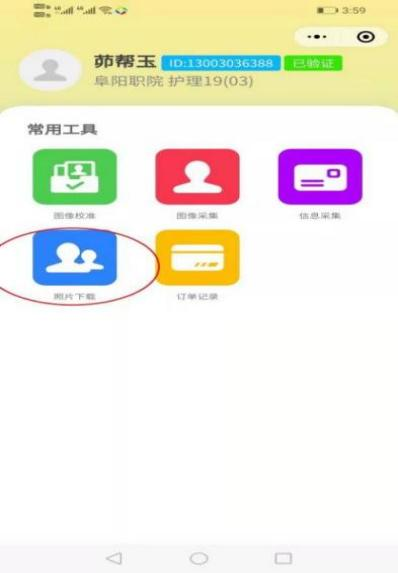 3:59
茆帮玉 ID:13003036388 已验证
阜阳职院 护理19(03)
常用工具
图像校准 图像采集 信息采集
照片下载 订单记录